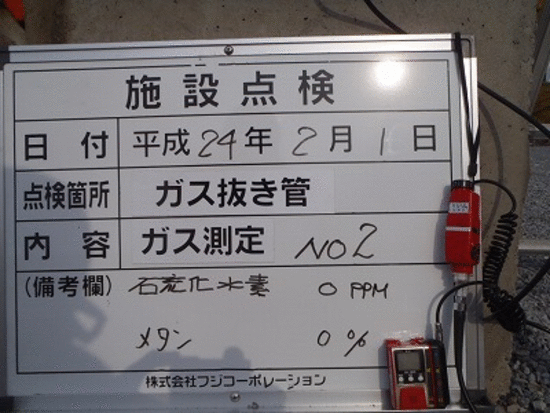 施設点検
日付 平成24年2月1日
点検箇所 ガス抜き管
内容 ガス測定 NO2
(備考欄) 石炭化水素 0 PPM
メタン 0 %
株式会社フジコーポレーション